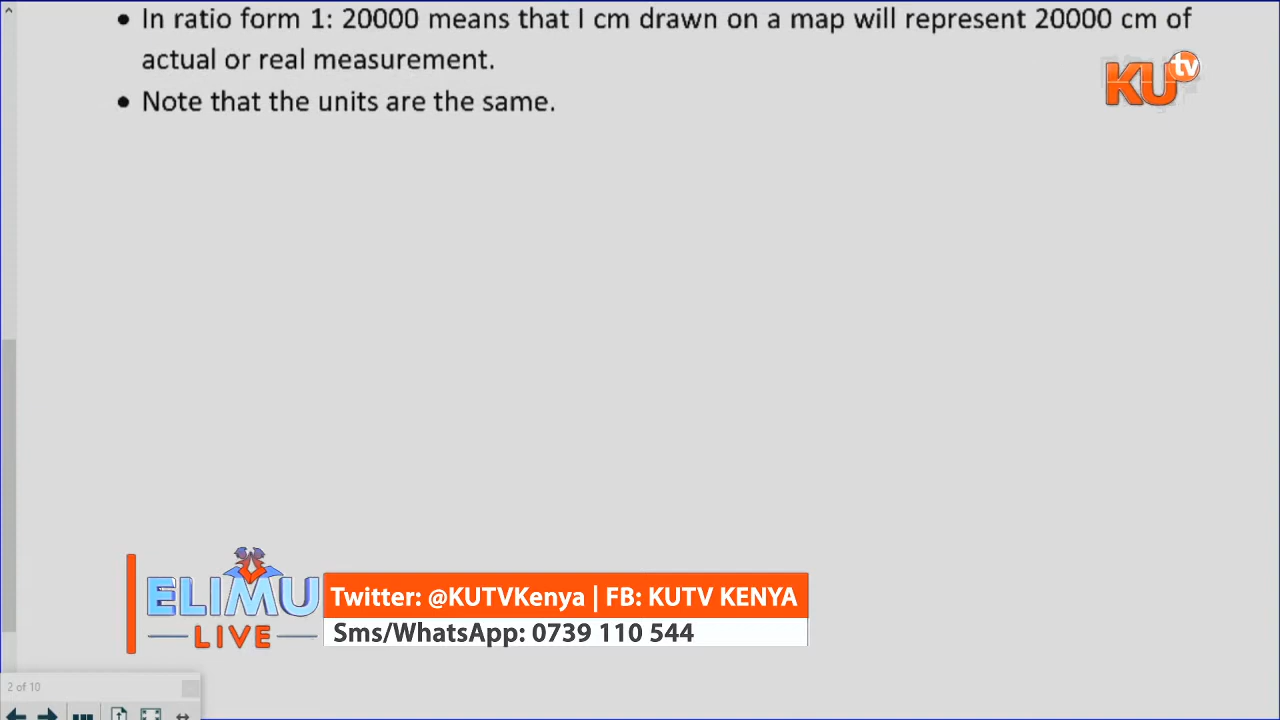 • In ratio form 1: 20000 means that I cm drawn on a map will represent 20000 cm of
actual or real measurement.
• Note that the units are the same.
KU tv
ELIMU
LIVE
Twitter: @KUTVKenya | FB: KUTV KENYA
Sms/WhatsApp: 0739 110 544
2 of 10